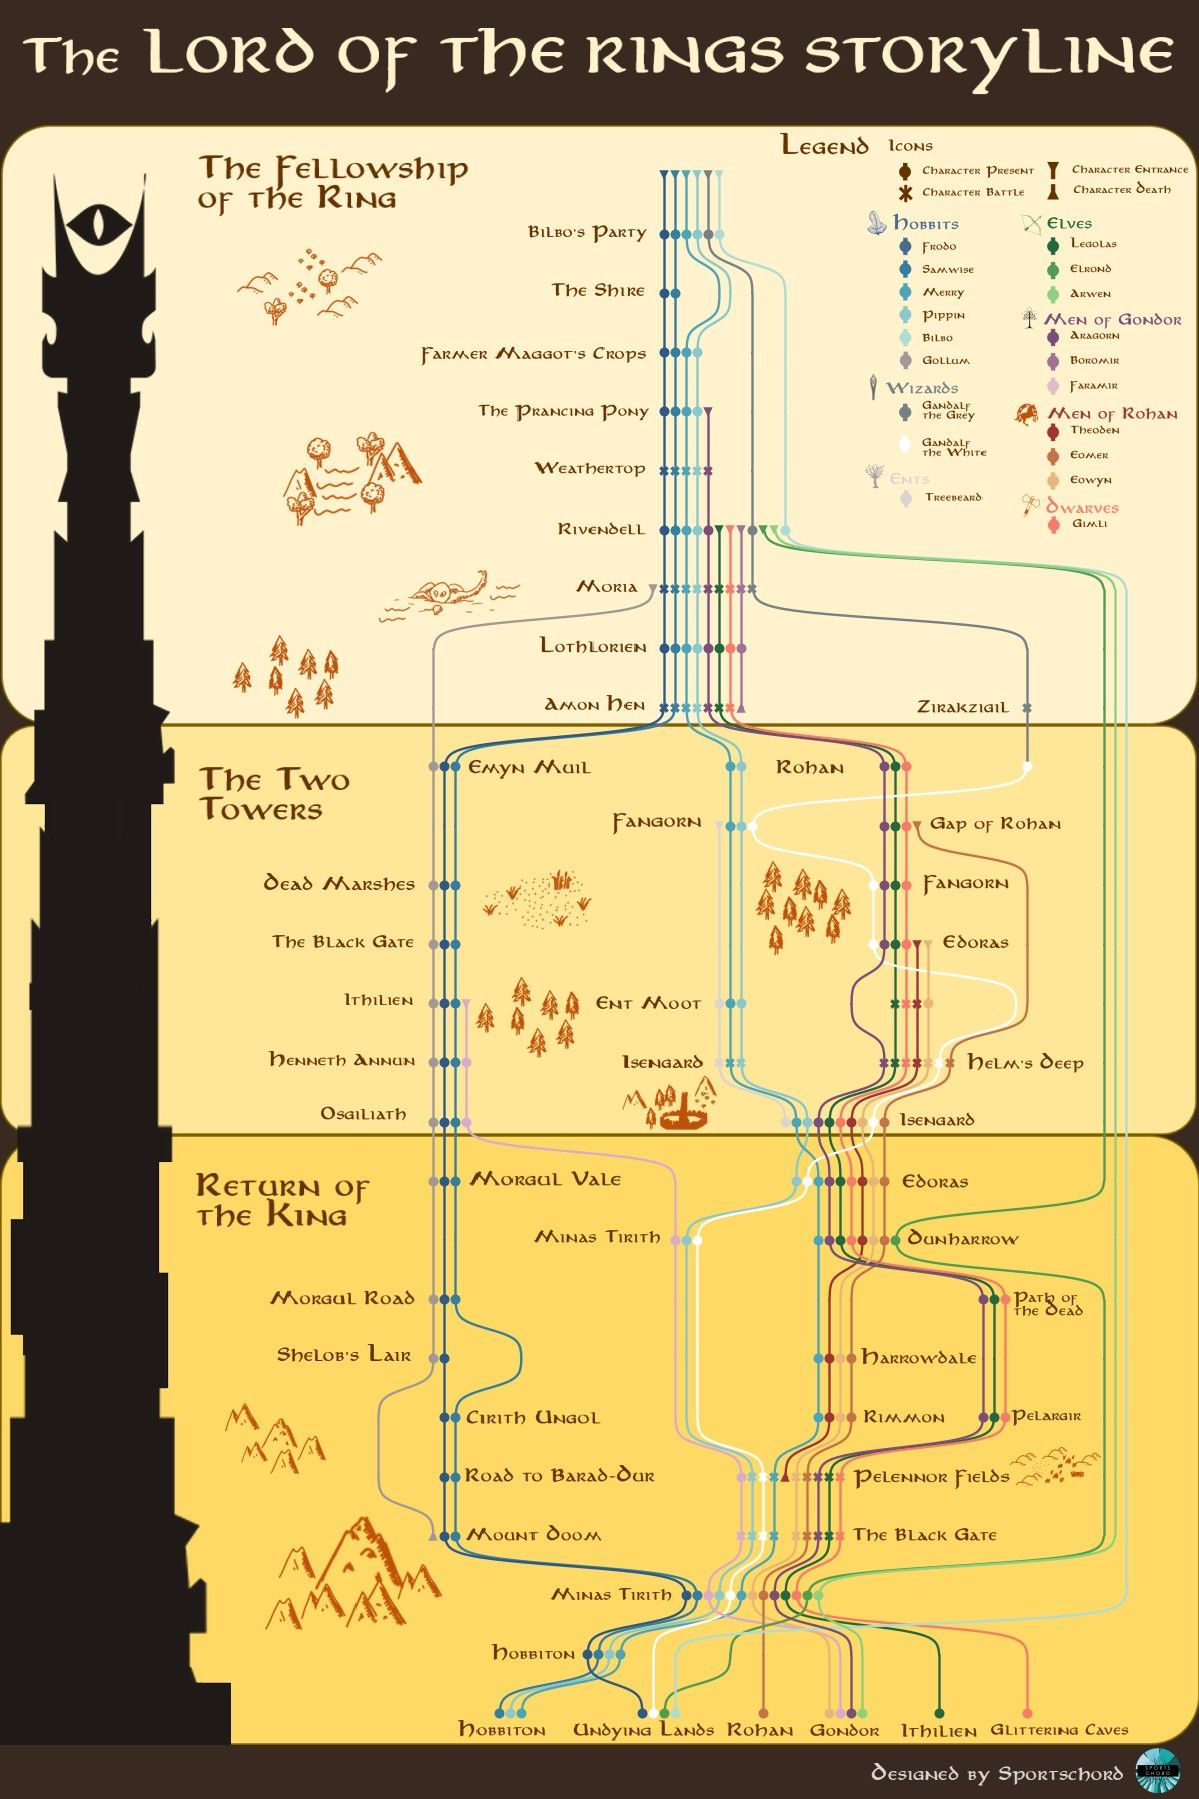 The Lord of the Rings Storyline
The Fellowship
of the Ring
Legend
Icons
Character Present
Character Entrance
Character Battle
Character Death
Hobbits
Frodo
Samwise
Merry
Pippin
Bilbo
Gollum
Wizards
Gandalf
the Grey
Gandalf
the White
Ents
Treebeard
Elves
Legolas
Elrond
Arwen
Men of Gondor
Aragorn
Boromir
Faramir
Men of Rohan
Theoden
Eomer
Eowyn
Dwarves
Gimli
Bilbo's Party
The Shire
Farmer Maggot's Crops
The Prancing Pony
Weathertop
Rivendell
Moria
Lothlorien
Amon Hen
Zirakzigil
The Two
Towers
Emyn Muil
Rohan
Fangorn
Gap of Rohan
Dead Marshes
Fangorn
The Black Gate
Edoras
Ithilien
Ent Moot
Henneth Annun
Isengard
Helm's Deep
Osgiliath
Isengard
Return of
the King
Morgul Vale
Edoras
Minas Tirith
Dunharrow
Morgul Road
Path of
the Dead
Shelob's Lair
Harrowdale
Cirith Ungol
Rimmon
Pelargir
Road to Barad-Dur
Pelennor Fields
Mount Doom
The Black Gate
Minas Tirith
Hobbiton
Hobbiton
Undying Lands
Rohan
Gondor
Ithilien
Glittering Caves
Designed by Sportschord
SPORTS
CHORD